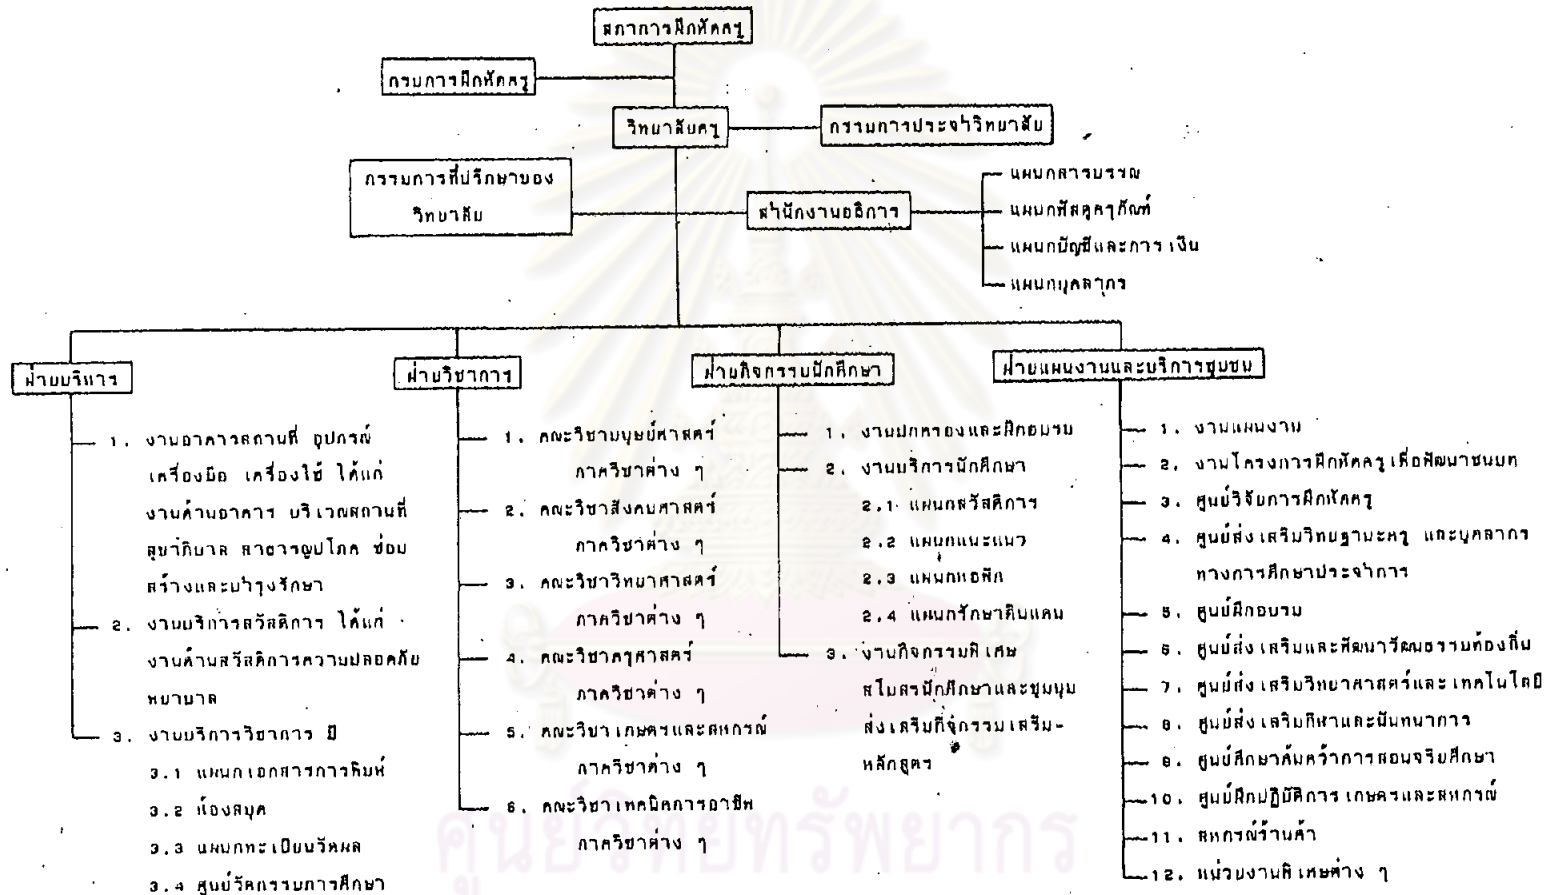 สภาการฝึกหัดครู
กรมการฝึกหัดครู
วิทยาลัยครู
กรรมการประจำวิทยาลัย
กรรมการที่ปรึกษาของ
วิทยาลัย
สำนักงานอธิการ
แผนกสารบรรณ
แผนกพัสดุครุภัณฑ์
แผนกบัญชีและการเงิน
แผนกบุคลากร
ฝ่ายบริหาร
1. งานอาคารสถานที่ อุปกรณ์
เครื่องมือ เครื่องใช้ ได้แก่
งานด้านอาคาร บริเวณสถานที่
สุขาภิบาล สาธารณูปโภค ซ่อม
สร้างและบำรุงรักษา
2. งานบริการสวัสดิการ ได้แก่
งานด้านสวัสดิการความปลอดภัย
พยาบาล
3. งานบริการวิชาการ มี
3.1 แผนกเอกสารการพิมพ์
3.2 ห้องสมุด
3.3 แผนกทะเบียนวัดผล
3.4 ศูนย์วัตกรรมการศึกษา
ฝ่ายวิชาการ
1. คณะวิชามนุษย์ศาสตร์
ภาควิชาต่าง ๆ
2. คณะวิชาสังคมศาสตร์
ภาควิชาต่าง ๆ
3. คณะวิชาวิทยาศาสตร์
ภาควิชาต่าง ๆ
4. คณะวิชาครุศาสตร์
ภาควิชาต่าง ๆ
5. คณะวิชาเกษตรและสหกรณ์
ภาควิชาต่าง ๆ
6. คณะวิชาเทคนิคการอาชีพ
ภาควิชาต่าง ๆ
ฝ่ายกิจกรรมนักศึกษา
1. งานปกครองและฝึกอบรม
2. งานบริการนักศึกษา
2.1 แผนกสวัสดิการ
2.2 แผนกแนะแนว
2.3 แผนกหอพัก
2.4 แผนกรักษาดินแดน
3. งานกิจกรรมพิเศษ
สโมสรนักศึกษาและชุมนุม
ส่งเสริมกิจกรรมเสริม-
หลักสูตร
ฝ่ายแผนงานและบริการชุมชน
1. งานแผนงาน
2. งานโครงการฝึกหัดครูเพื่อพัฒนาชนบท
3. ศูนย์วิจัยการฝึกหัดครู
4. ศูนย์ส่งเสริมวิทยฐานะครู และบุคลากร
ทางการศึกษาประจำการ
5. ศูนย์ฝึกอบรม
6. ศูนย์ส่งเสริมและพัฒนาวัฒนธรรมท้องถิ่น
7. ศูนย์ส่งเสริมวิทยาศาสตร์และเทคโนโลยี
8. ศูนย์ส่งเสริมกีฬาและนันทนาการ
9. ศูนย์ศึกษาค้นคว้าการสอนจริยศึกษา
10. ศูนย์ฝึกปฏิบัติการเกษตรและสหกรณ์
11. สหกรณ์ร้านค้า
12. หน่วยงานพิเศษต่าง ๆ
ศูนย์วิทยทรัพยากร